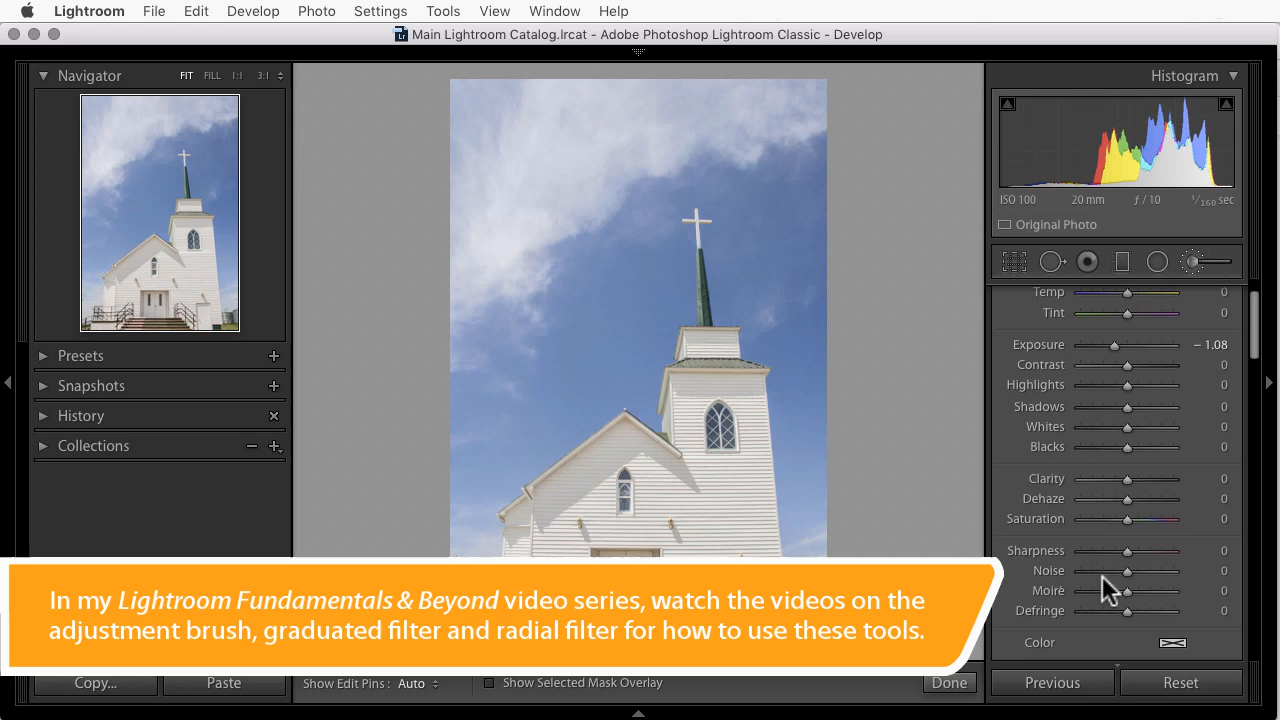 Lightroom File Edit Develop Photo Settings Tools View Window Help
Main Lightroom Catalog.lrcat - Adobe Photoshop Lightroom Classic - Develop
Lr
Navigator FIT FILL 1:1 3:1
Presets
Snapshots
History
Collections
Histogram
ISO 100 20 mm ƒ / 10 1/160 sec
Original Photo
Temp 0
Tint 0
Exposure – 1.08
Contrast 0
Highlights 0
Shadows 0
Whites 0
Blacks 0
Clarity 0
Dehaze 0
Saturation 0
Sharpness 0
Noise 0
Moiré 0
Defringe 0
Color
In my Lightroom Fundamentals & Beyond video series, watch the videos on the
adjustment brush, graduated filter and radial filter for how to use these tools.
Copy... Paste Show Edit Pins : Auto Show Selected Mask Overlay Done Previous Reset